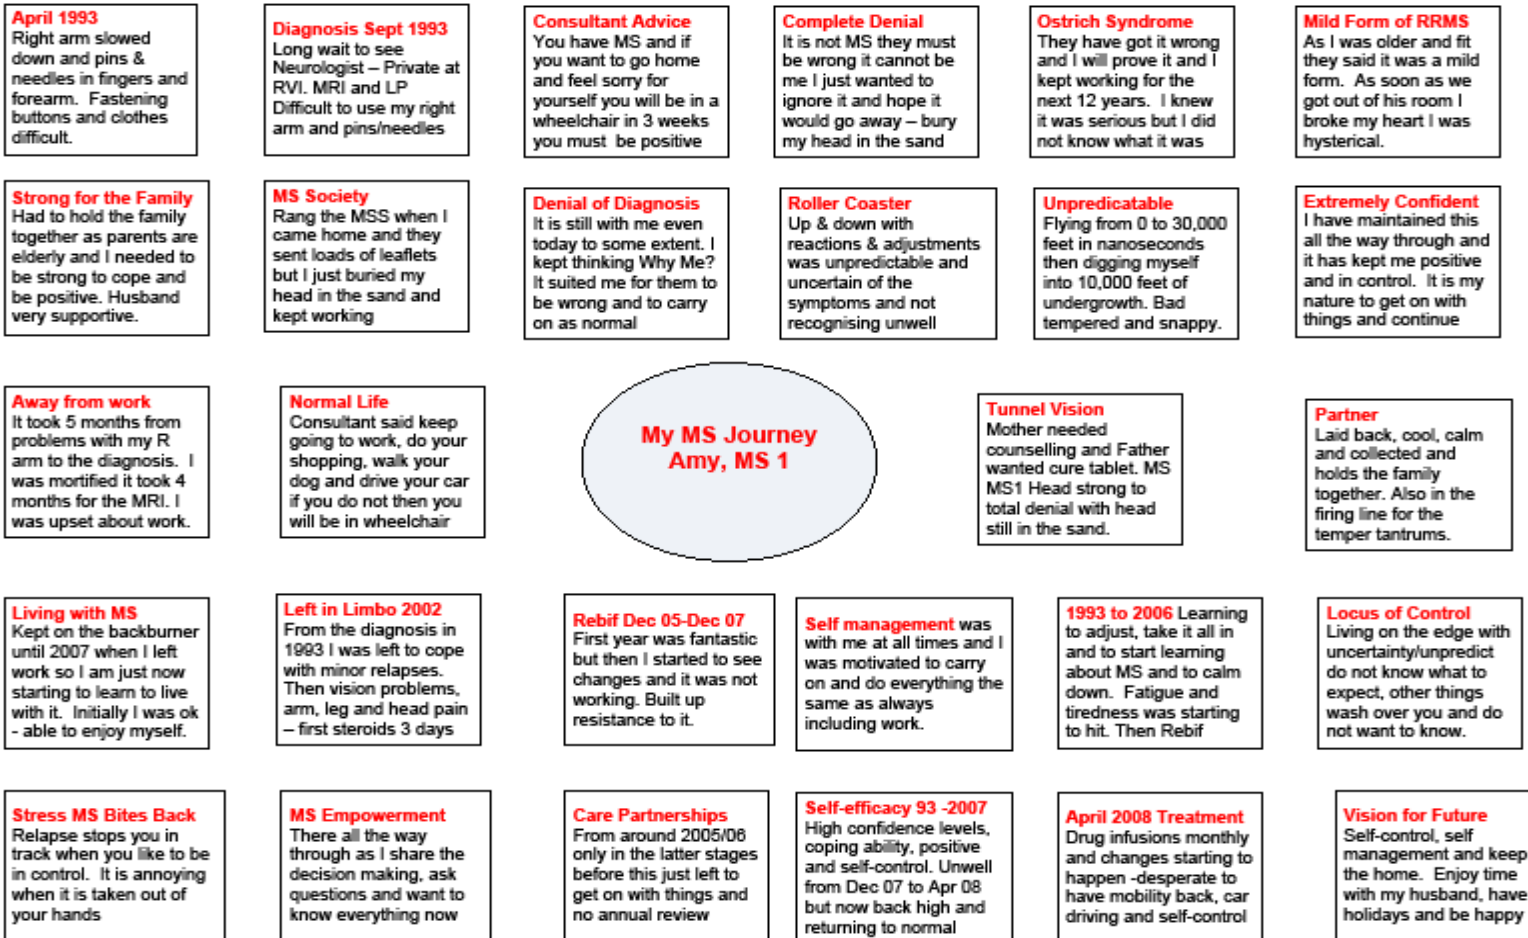 April 1993
Right arm slowed
down and pins &
needles in fingers and
forearm. Fastening
buttons and clothes
difficult.
Diagnosis Sept 1993
Long wait to see
Neurologist – Private at
RVI. MRI and LP
Difficult to use my right
arm and pins/needles
Consultant Advice
You have MS and if
you want to go home
and feel sorry for
yourself you will be in a
wheelchair in 3 weeks
you must be positive
Complete Denial
It is not MS they must
be wrong it cannot be
me I just wanted to
ignore it and hope it
would go away – bury
my head in the sand
Ostrich Syndrome
They have got it wrong
and I will prove it and I
kept working for the
next 12 years. I knew
it was serious but I did
not know what it was
Mild Form of RRMS
As I was older and fit
they said it was a mild
form. As soon as we
got out of his room I
broke my heart I was
hysterical.
Strong for the Family
Had to hold the family
together as parents are
elderly and I needed to
be strong to cope and
be positive. Husband
very supportive.
MS Society
Rang the MSS when I
came home and they
sent loads of leaflets
but I just buried my
head in the sand and
kept working
Denial of Diagnosis
It is still with me even
today to some extent. I
kept thinking Why Me?
It suited me for them to
be wrong and to carry
on as normal
Roller Coaster
Up & down with
reactions & adjustments
was unpredictable and
uncertain of the
symptoms and not
recognising unwell
Unpredicatable
Flying from 0 to 30,000
feet in nanoseconds
then digging myself
into 10,000 feet of
undergrowth. Bad
tempered and snappy.
Extremely Confident
I have maintained this
all the way through and
it has kept me positive
and in control. It is my
nature to get on with
things and continue
Away from work
It took 5 months from
problems with my R
arm to the diagnosis. I
was mortified it took 4
months for the MRI. I
was upset about work.
Normal Life
Consultant said keep
going to work, do your
shopping, walk your
dog and drive your car
if you do not then you
will be in wheelchair
My MS Journey
Amy, MS 1
Tunnel Vision
Mother needed
counselling and Father
wanted cure tablet. MS
MS1 Head strong to
total denial with head
still in the sand.
Partner
Laid back, cool, calm
and collected and
holds the family
together. Also in the
firing line for the
temper tantrums.
Living with MS
Kept on the backburner
until 2007 when I left
work so I am just now
starting to learn to live
with it. Initially I was ok
- able to enjoy myself.
Left in Limbo 2002
From the diagnosis in
1993 I was left to cope
with minor relapses.
Then vision problems,
arm, leg and head pain
– first steroids 3 days
Rebif Dec 05-Dec 07
First year was fantastic
but then I started to see
changes and it was not
working. Built up
resistance to it.
Self management was
with me at all times and I
was motivated to carry
on and do everything the
same as always
including work.
1993 to 2006 Learning
to adjust, take it all in
and to start learning
about MS and to calm
down. Fatigue and
tiredness was starting
to hit. Then Rebif
Locus of Control
Living on the edge with
uncertainty/unpredict
do not know what to
expect, other things
wash over you and do
not want to know.
Stress MS Bites Back
Relapse stops you in
track when you like to be
in control. It is annoying
when it is taken out of
your hands
MS Empowerment
There all the way
through as I share the
decision making, ask
questions and want to
know everything now
Care Partnerships
From around 2005/06
only in the latter stages
before this just left to
get on with things and
no annual review
Self-efficacy 93 -2007
High confidence levels,
coping ability, positive
and self-control. Unwell
from Dec 07 to Apr 08
but now back high and
returning to normal
April 2008 Treatment
Drug infusions monthly
and changes starting to
happen -desperate to
have mobility back, car
driving and self-control
Vision for Future
Self-control, self
management and keep
the home. Enjoy time
with my husband, have
holidays and be happy